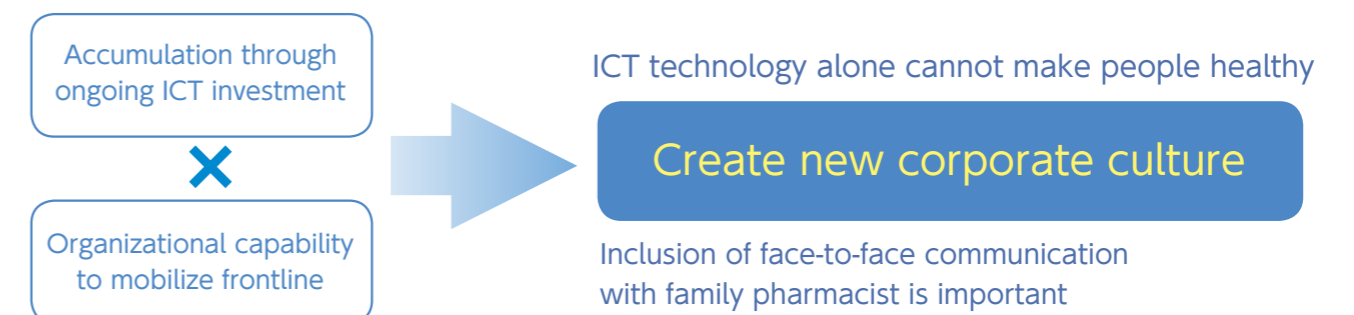 Accumulation through
ongoing ICT investment
×
Organizational capability
to mobilize frontline
ICT technology alone cannot make people healthy
Create new corporate culture
Inclusion of face-to-face communication
with family pharmacist is important